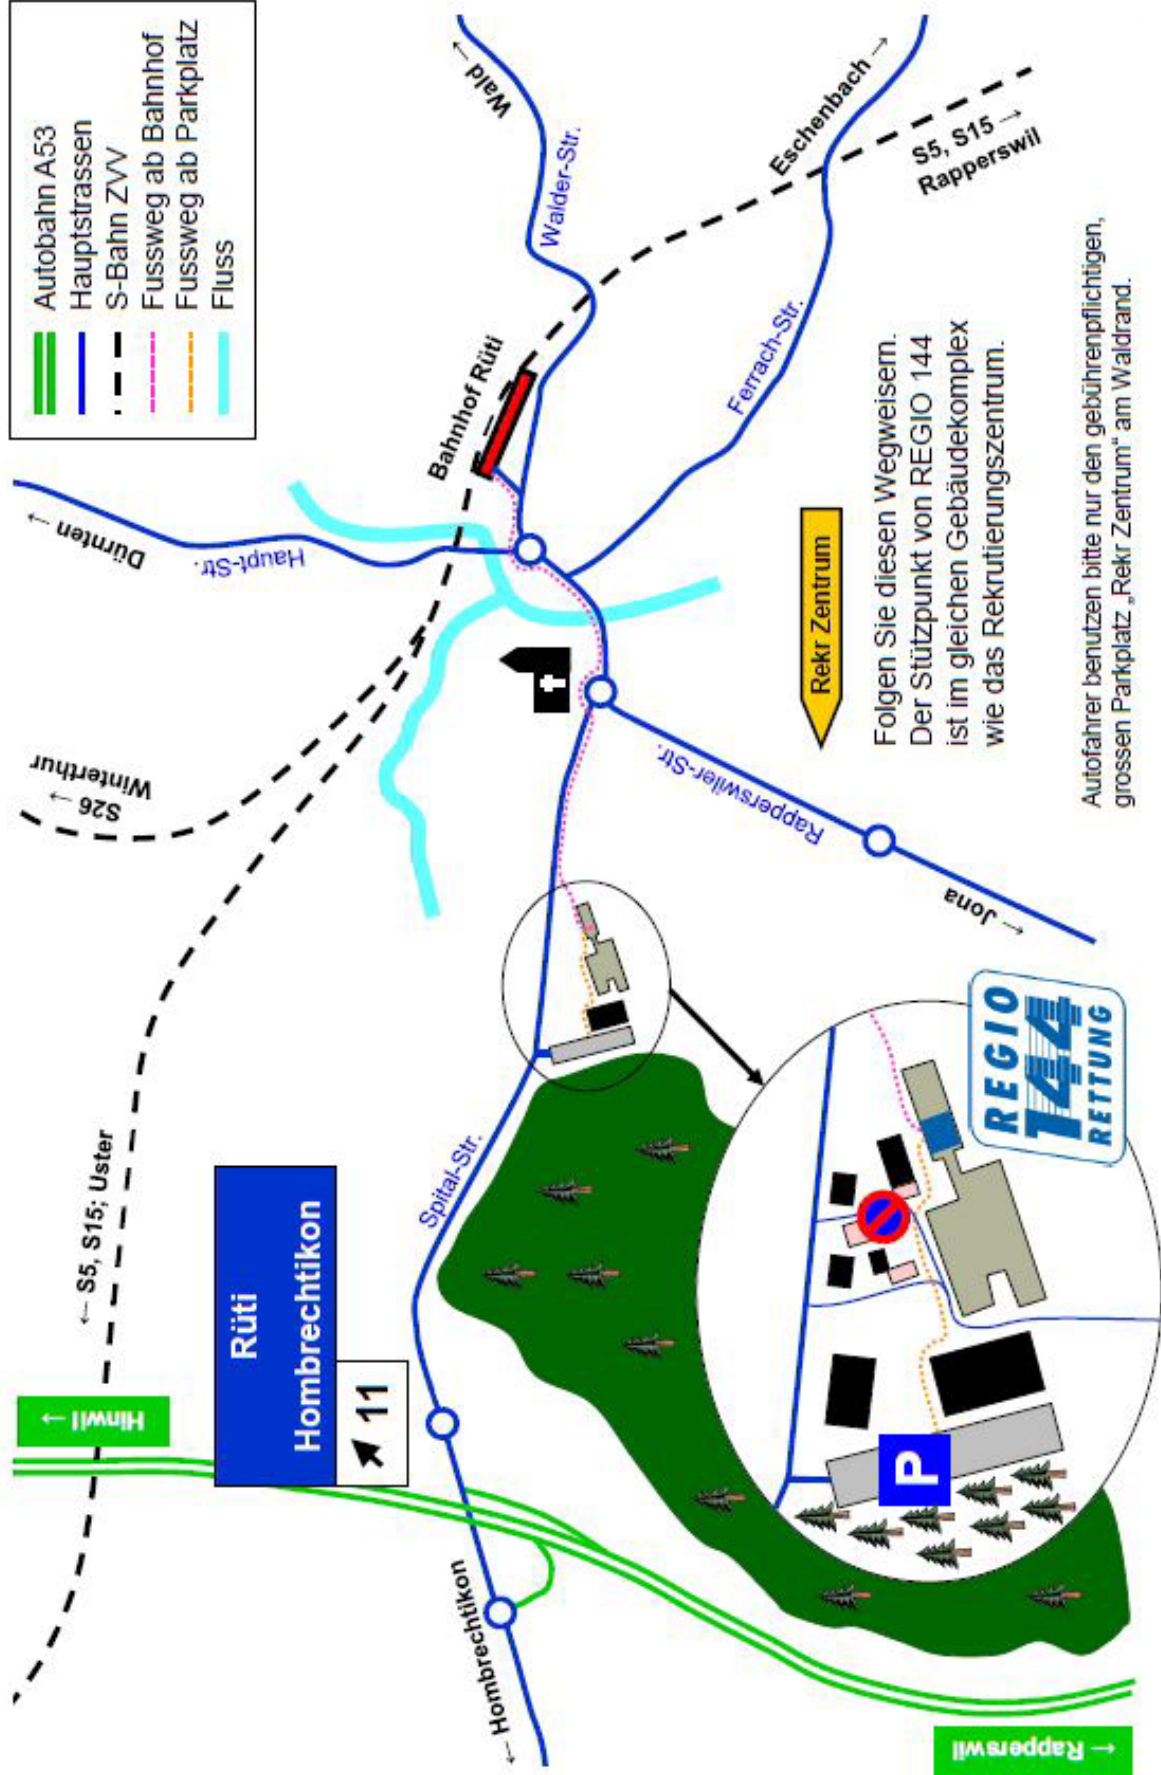 Autobahn A53
Hauptstrassen
S-Bahn ZVV
Fussweg ab Bahnhof
Fussweg ab Parkplatz
Fluss
← Hinwil
← S5, S15; Uster
S26 →
Winterthur
Dürnten →
Haupt-Str.
Bahnhof Rüti
← Wald
Walder-Str.
Eschenbach →
S5, S15 →
Rapperswil
Ferrach-Str.
Rüti
Hombrechtikon
11
Spital-Str.
← Hombrechtikon
Rapperswiler-Str.
Jona →
← Rapperswil
P
REGIO
144
RETTUNG
Rekr Zentrum
Folgen Sie diesen Wegweisern.
Der Stützpunkt von REGIO 144
ist im gleichen Gebäudekomplex
wie das Rekrutierungszentrum.
Autofahrer benutzen bitte nur den gebührenpflichtigen,
grossen Parkplatz „Rekr Zentrum“ am Waldrand.